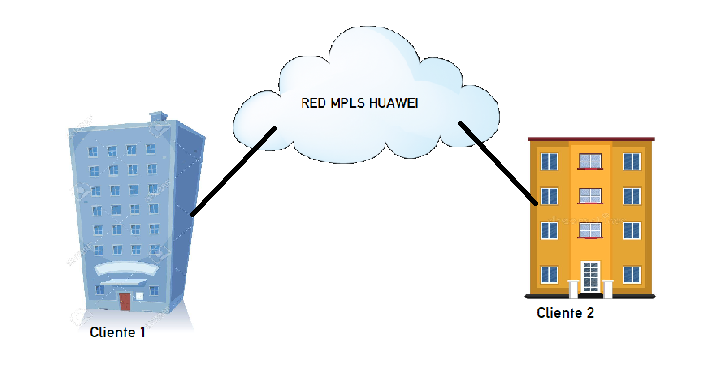 RED MPLS HUAWEI
Cliente 1
Cliente 2